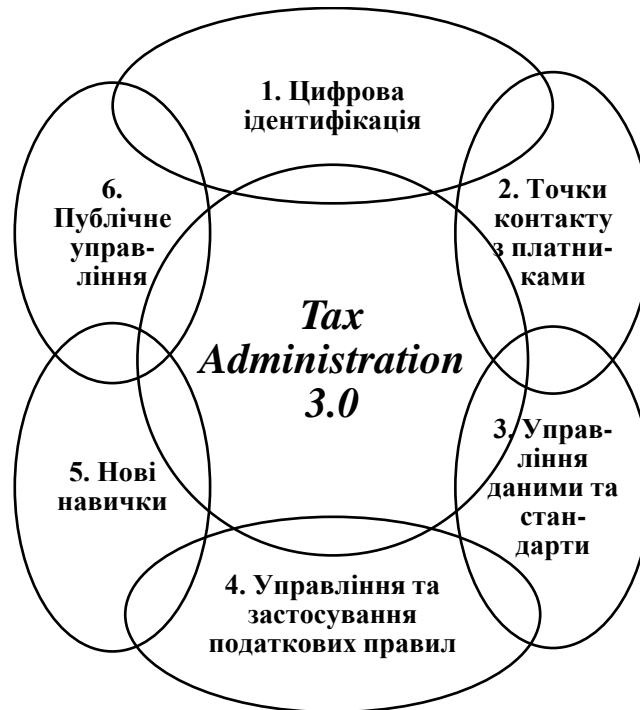 1. Цифрова
ідентифікація
2. Точки
контакту
з платни-
ками
3. Управ-
ління
даними та
стан-
дарти
4. Управління та
застосування
податкових правил
5. Нові
навички
6.
Публічне
управ-
ління
Tax
Administration
3.0